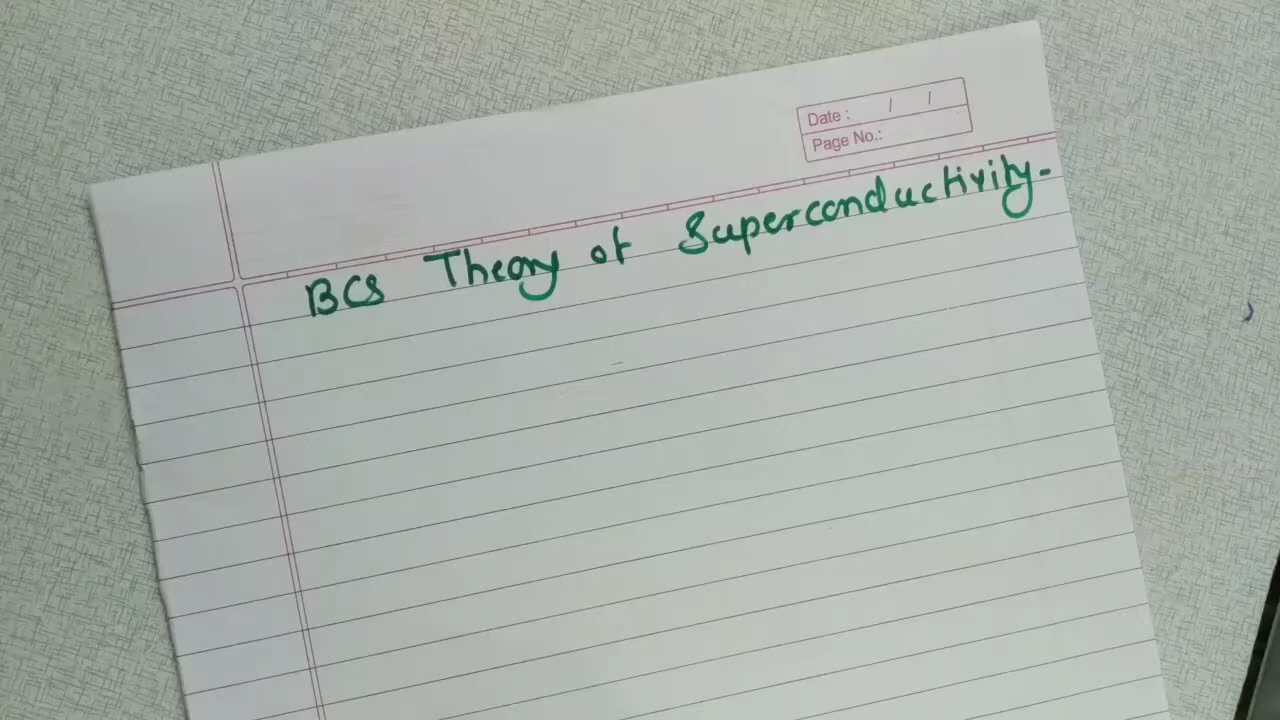 Date : / /
Page No.:
BCS Theory of Superconductivity.